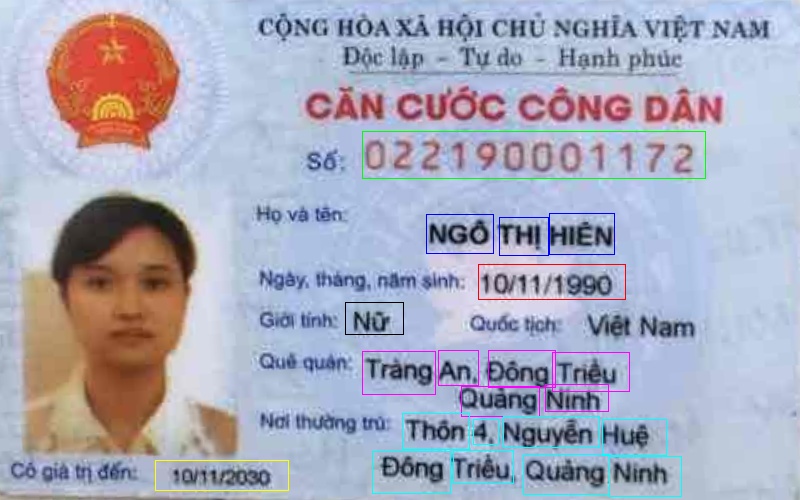 CỘNG HÒA XÃ HỘI CHỦ NGHĨA VIỆT NAM
Độc lập - Tự do - Hạnh phúc
CĂN CƯỚC CÔNG DÂN
Số: 022190001172
Họ và tên:
NGÔ THỊ HIÊN
Ngày, tháng, năm sinh: 10/11/1990
Giới tính: Nữ Quốc tịch: Việt Nam
Quê quán: Tràng An, Đông Triều
Quảng Ninh
Nơi thường trú: Thôn 4, Nguyễn Huệ
Đông Triều, Quảng Ninh
Có giá trị đến: 10/11/2030